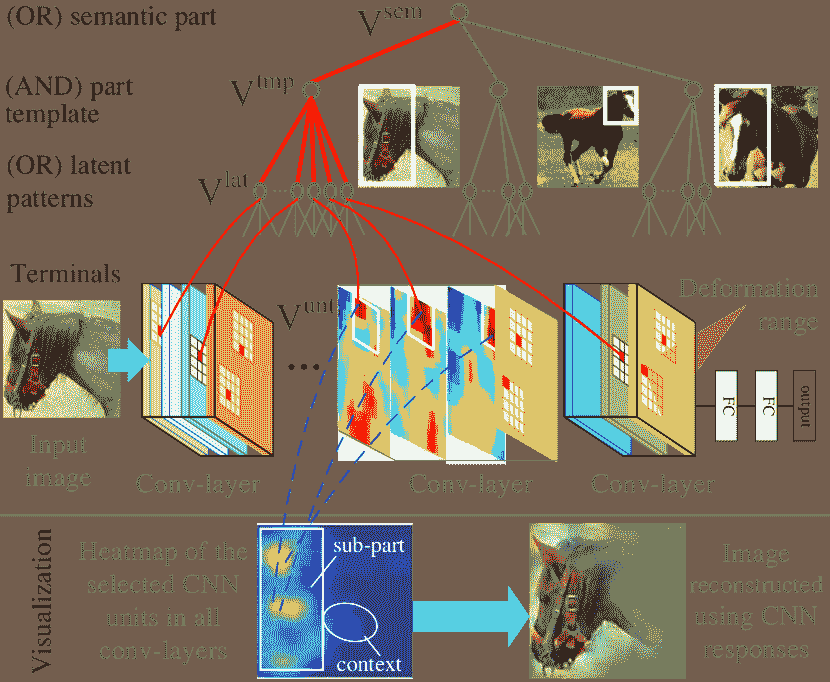 (OR) semantic part
V^sem
(AND) part
template
V^tmp
(OR) latent
patterns
V^lat
Terminals
V^unt
Deformation
range
...
FC
FC
output
Input
image
Conv-layer
Conv-layer
Conv-layer
Visualization
Heatmap of the
selected CNN
units in all
conv-layers
sub-part
context
Image
reconstructed
using CNN
responses